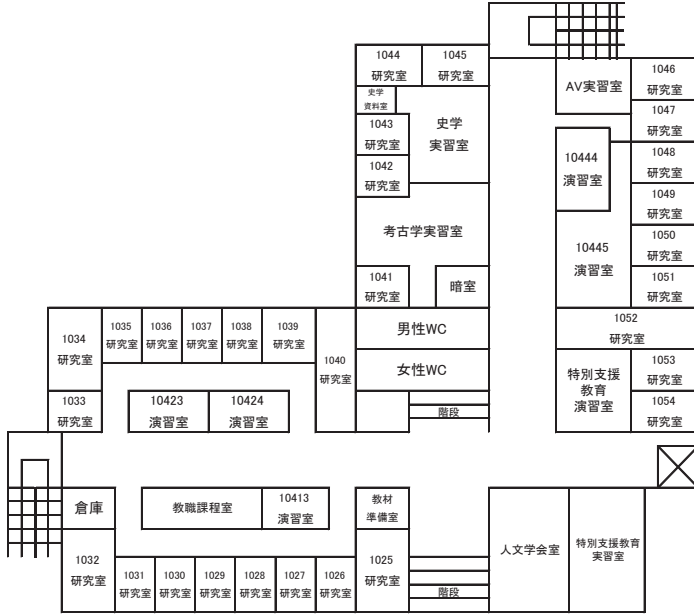 1044
研究室
1045
研究室
史学
資料室
1043
研究室
史学
実習室
1042
研究室
考古学実習室
1041
研究室
暗室
AV実習室
1046
研究室
1047
研究室
10444
演習室
1048
研究室
1049
研究室
10445
演習室
1050
研究室
1051
研究室
1052
研究室
特別支援
教育
演習室
1053
研究室
1054
研究室
1034
研究室
1035
研究室
1036
研究室
1037
研究室
1038
研究室
1039
研究室
1040
研究室
男性WC
女性WC
階段
1033
研究室
10423
演習室
10424
演習室
倉庫
教職課程室
10413
演習室
教材
準備室
1032
研究室
1031
研究室
1030
研究室
1029
研究室
1028
研究室
1027
研究室
1026
研究室
1025
研究室
階段
人文学会室
特別支援教育
実習室